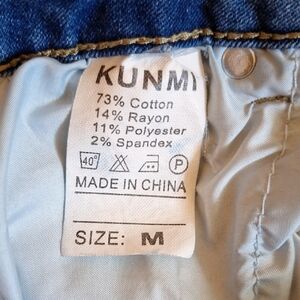 KUNMI
73% Cotton
14% Rayon
11% Polyester
2% Spandex
40° P
MADE IN CHINA
SIZE: M